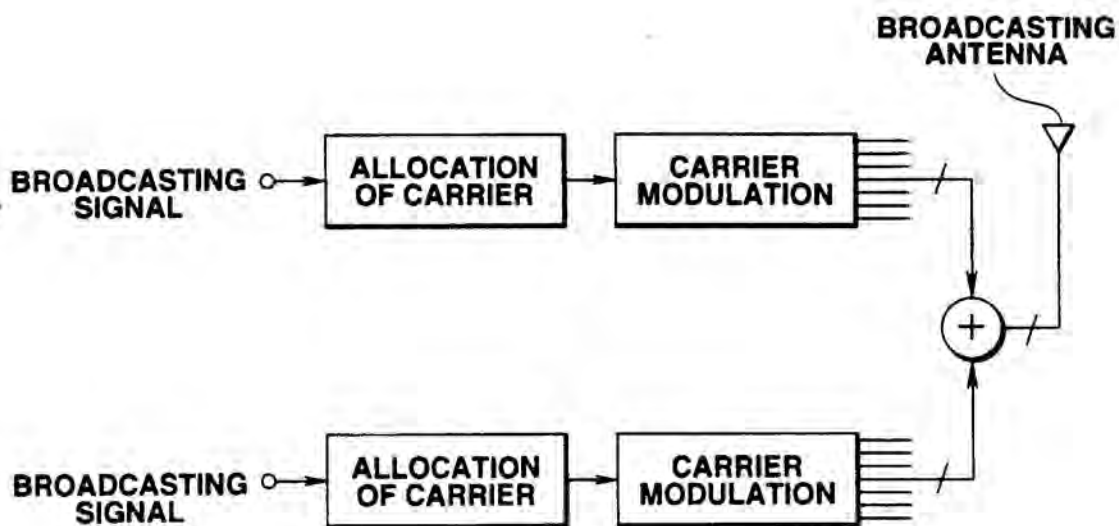 BROADCASTING
ANTENNA
BROADCASTING
SIGNAL
ALLOCATION
OF CARRIER
CARRIER
MODULATION
+
BROADCASTING
SIGNAL
ALLOCATION
OF CARRIER
CARRIER
MODULATION